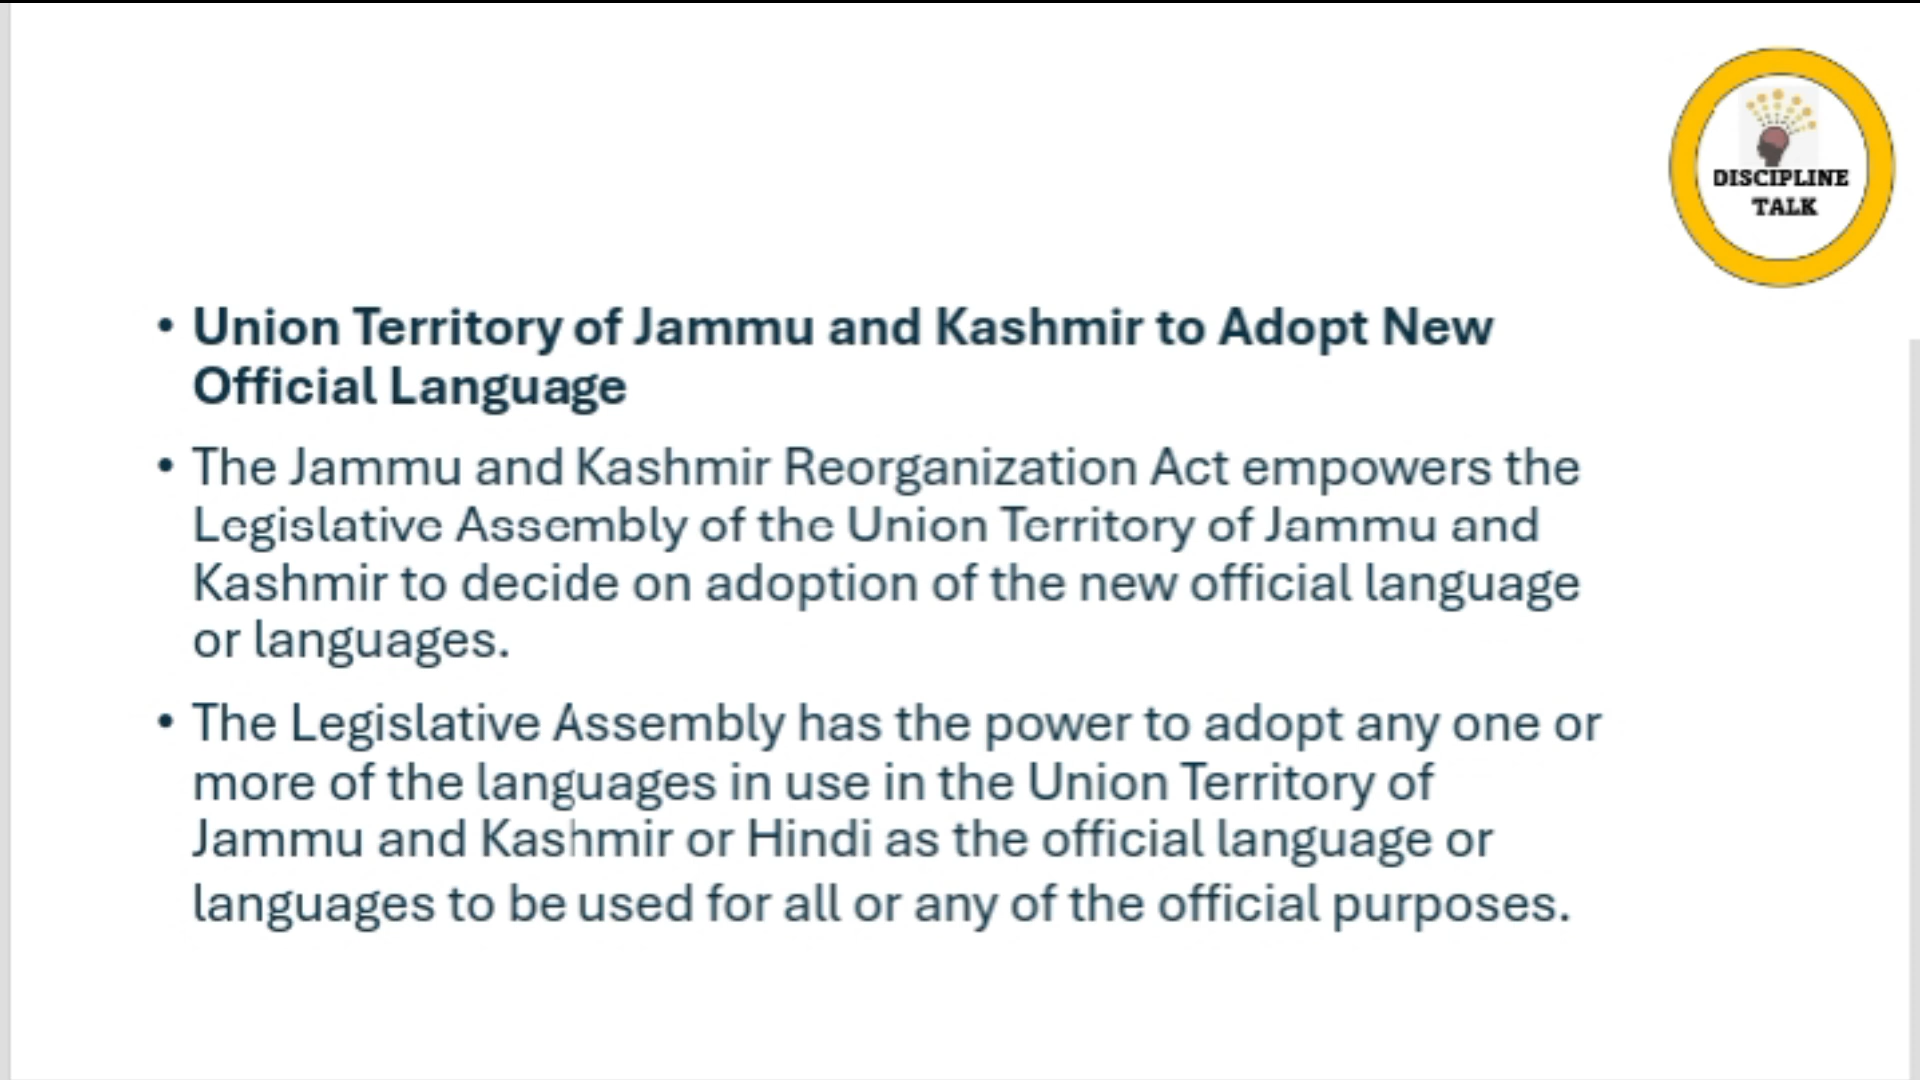 DISCIPLINE
TALK
• Union Territory of Jammu and Kashmir to Adopt New
Official Language
• The Jammu and Kashmir Reorganization Act empowers the
Legislative Assembly of the Union Territory of Jammu and
Kashmir to decide on adoption of the new official language
or languages.
• The Legislative Assembly has the power to adopt any one or
more of the languages in use in the Union Territory of
Jammu and Kashmir or Hindi as the official language or
languages to be used for all or any of the official purposes.